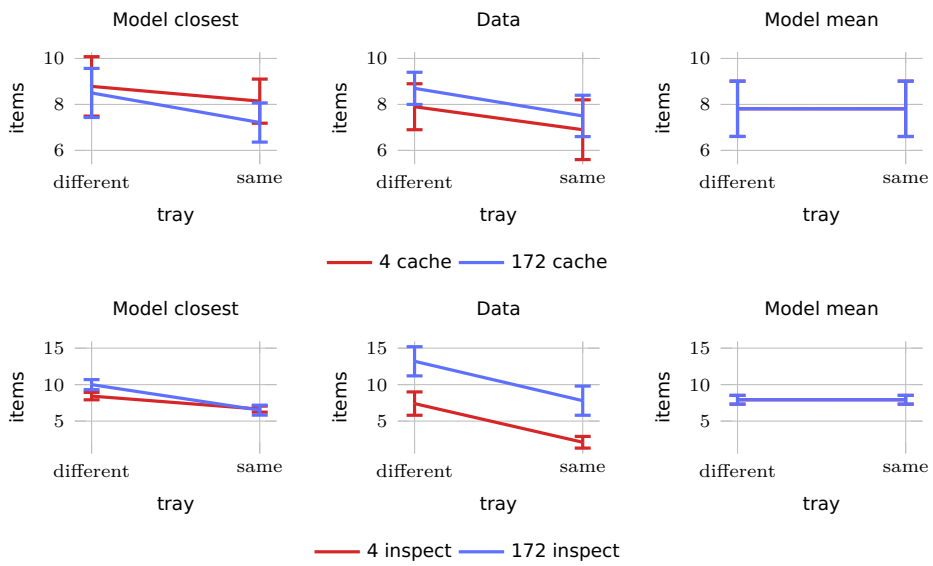 Model closest Data Model mean
10 10 10
items 8 items 8 items 8
6 6 6
different same different same different same
tray tray tray
4 cache 172 cache
Model closest Data Model mean
15 15 15
items 10 items 10 items 10
5 5 5
different same different same different same
tray tray tray
4 inspect 172 inspect